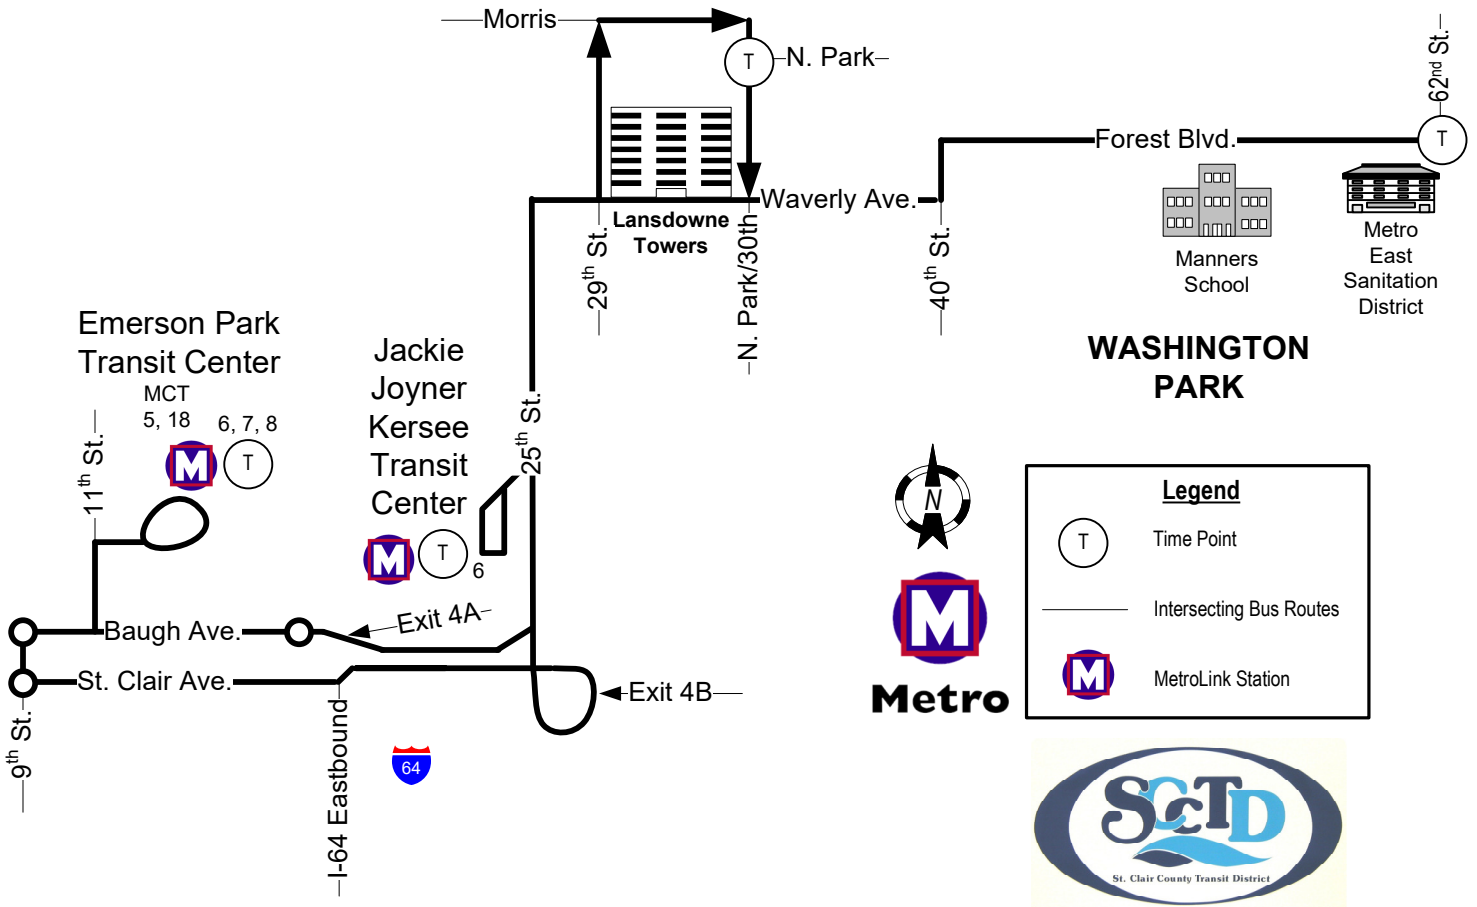 Morris
T
N. Park
62nd St.
Forest Blvd.
T
Waverly Ave.
Lansdowne
Towers
29th St.
N. Park/30th
40th St.
Manners
School
Metro
East
Sanitation
District
WASHINGTON
PARK
Emerson Park
Transit Center
MCT
5, 18
6, 7, 8
M
T
11th St.
Jackie
Joyner
Kersee
Transit
Center
M
T
6
25th St.
Exit 4A
Baugh Ave.
St. Clair Ave.
Exit 4B
9th St.
I-64 Eastbound
64
N
M
Metro
Legend
T
Time Point
Intersecting Bus Routes
M
MetroLink Station
SCCTD
St. Clair County Transit District